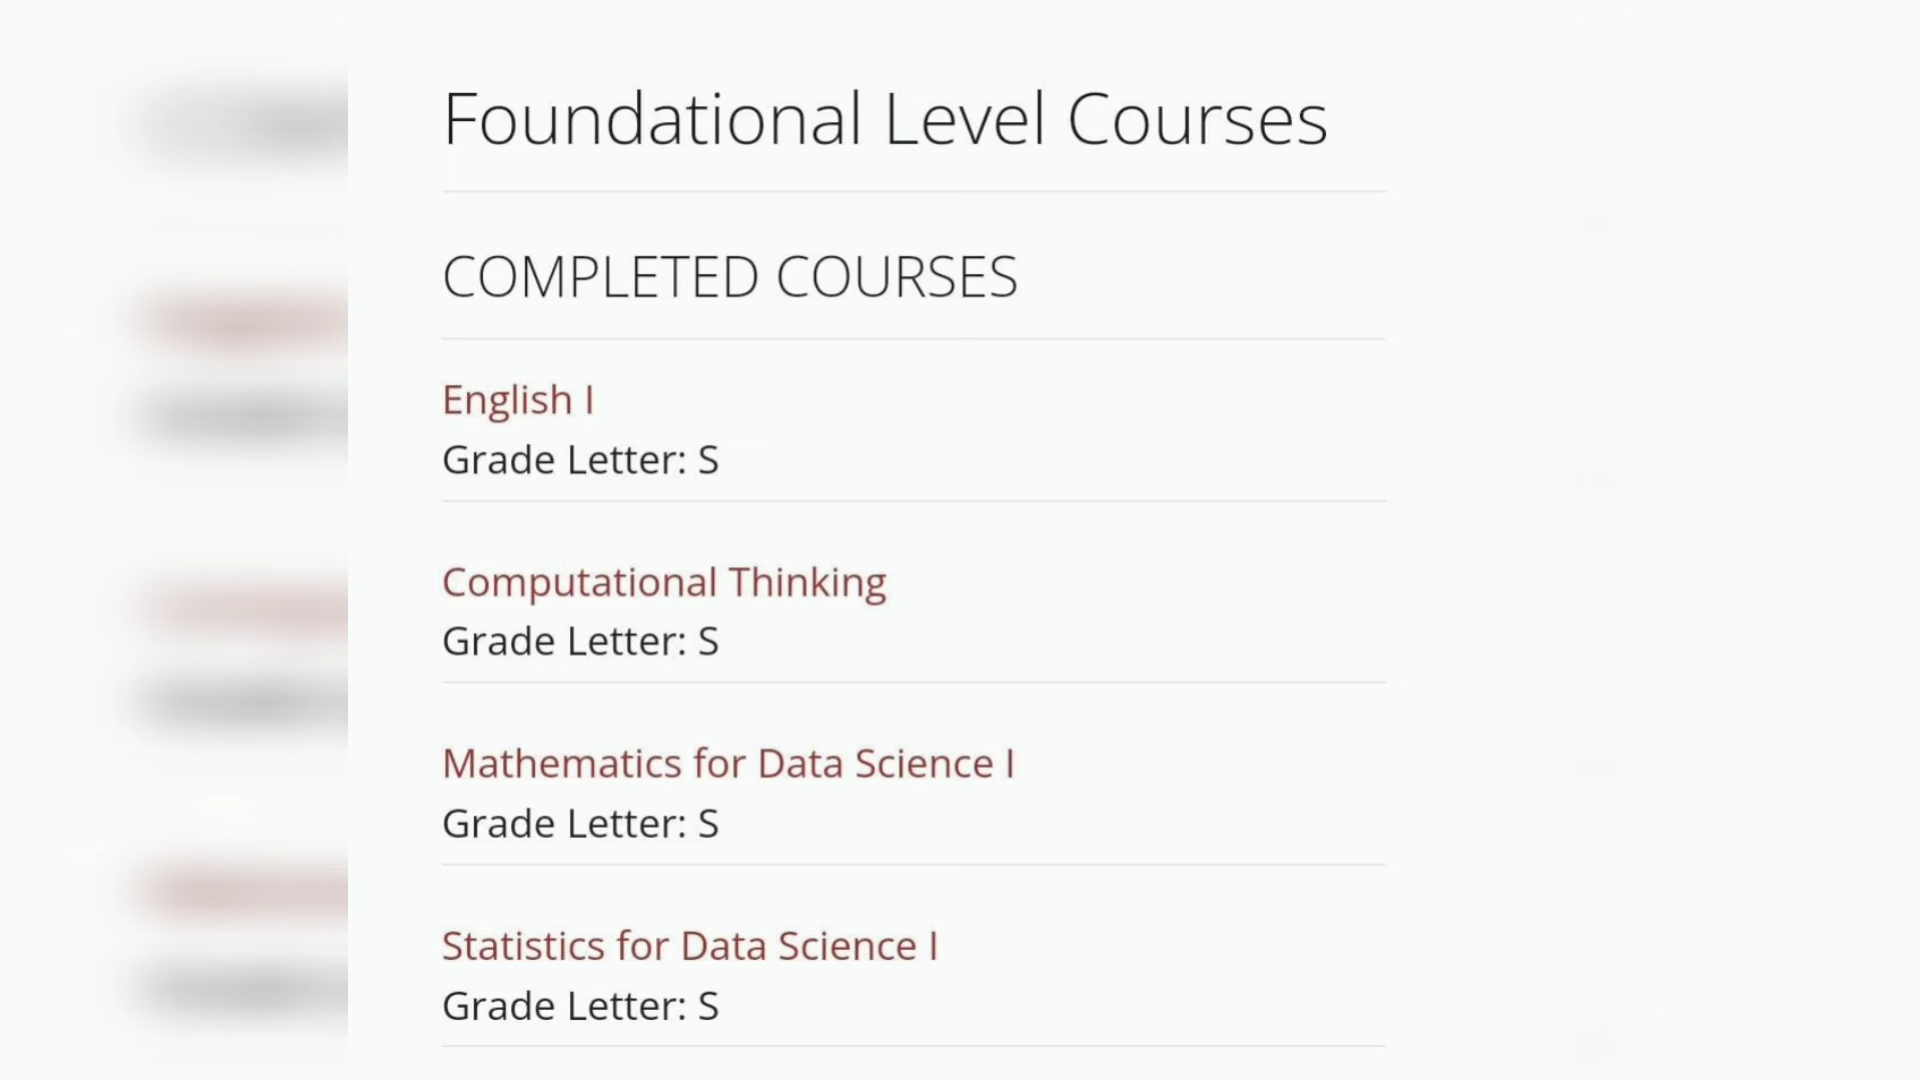 Foundational Level Courses
COMPLETED COURSES
English I
Grade Letter: S
Computational Thinking
Grade Letter: S
Mathematics for Data Science I
Grade Letter: S
Statistics for Data Science I
Grade Letter: S